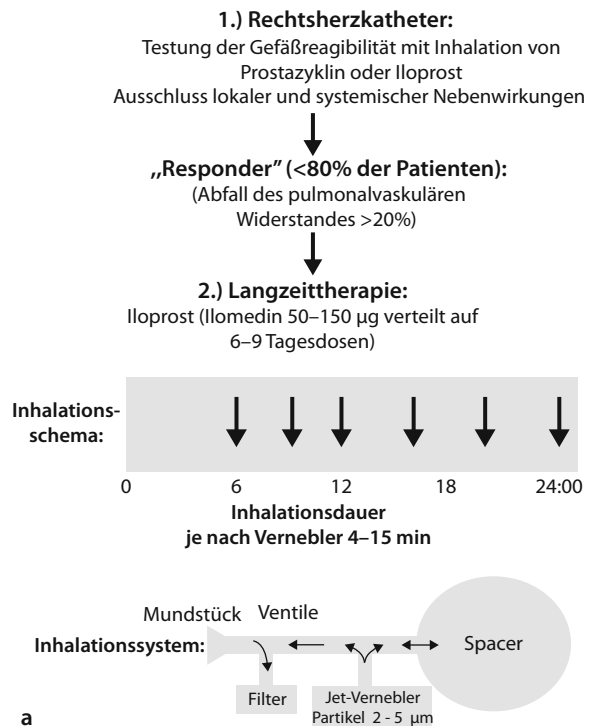 1.) Rechtsherzkatheter:
Testung der Gefäßreagibilität mit Inhalation von
Prostazyklin oder Iloprost
Ausschluss lokaler und systemischer Nebenwirkungen
,,Responder” (<80% der Patienten):
(Abfall des pulmonalvaskulären
Widerstandes >20%)
2.) Langzeittherapie:
Iloprost (Ilomedin 50–150 µg verteilt auf
6–9 Tagesdosen)
Inhalations-
schema:
0 6 12 18 24:00
Inhalationsdauer
je nach Vernebler 4–15 min
Mundstück Ventile
Inhalationssystem: Spacer
Filter Jet-Vernebler
Partikel 2 - 5 µm
a